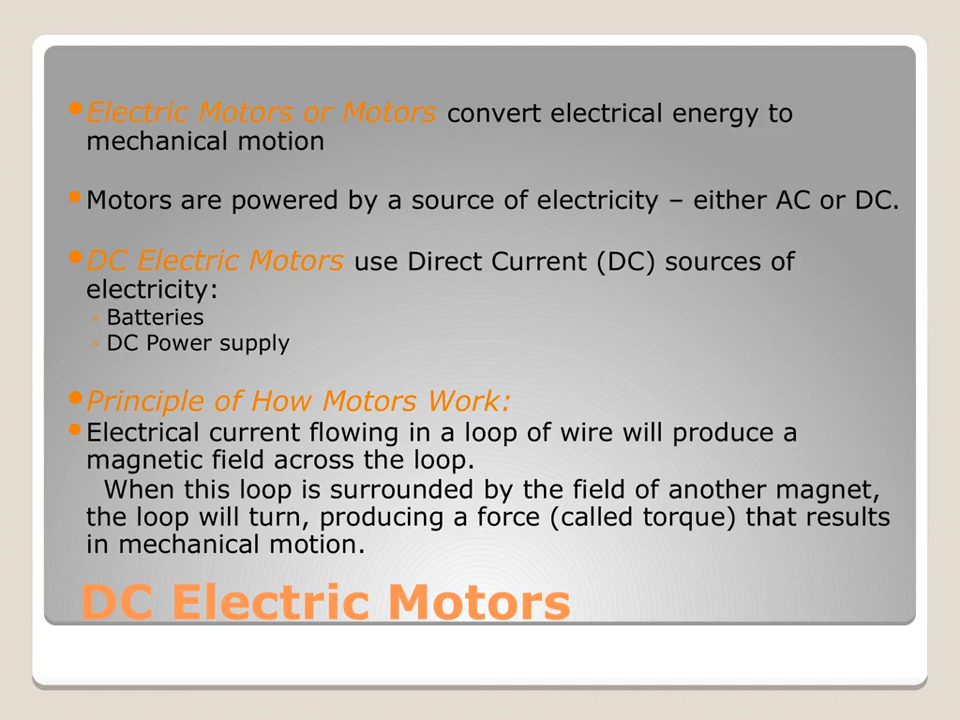 •Electric Motors or Motors convert electrical energy to
mechanical motion
•Motors are powered by a source of electricity – either AC or DC.
•DC Electric Motors use Direct Current (DC) sources of
electricity:
◦Batteries
◦DC Power supply
•Principle of How Motors Work:
•Electrical current flowing in a loop of wire will produce a
magnetic field across the loop.
When this loop is surrounded by the field of another magnet,
the loop will turn, producing a force (called torque) that results
in mechanical motion.
DC Electric Motors